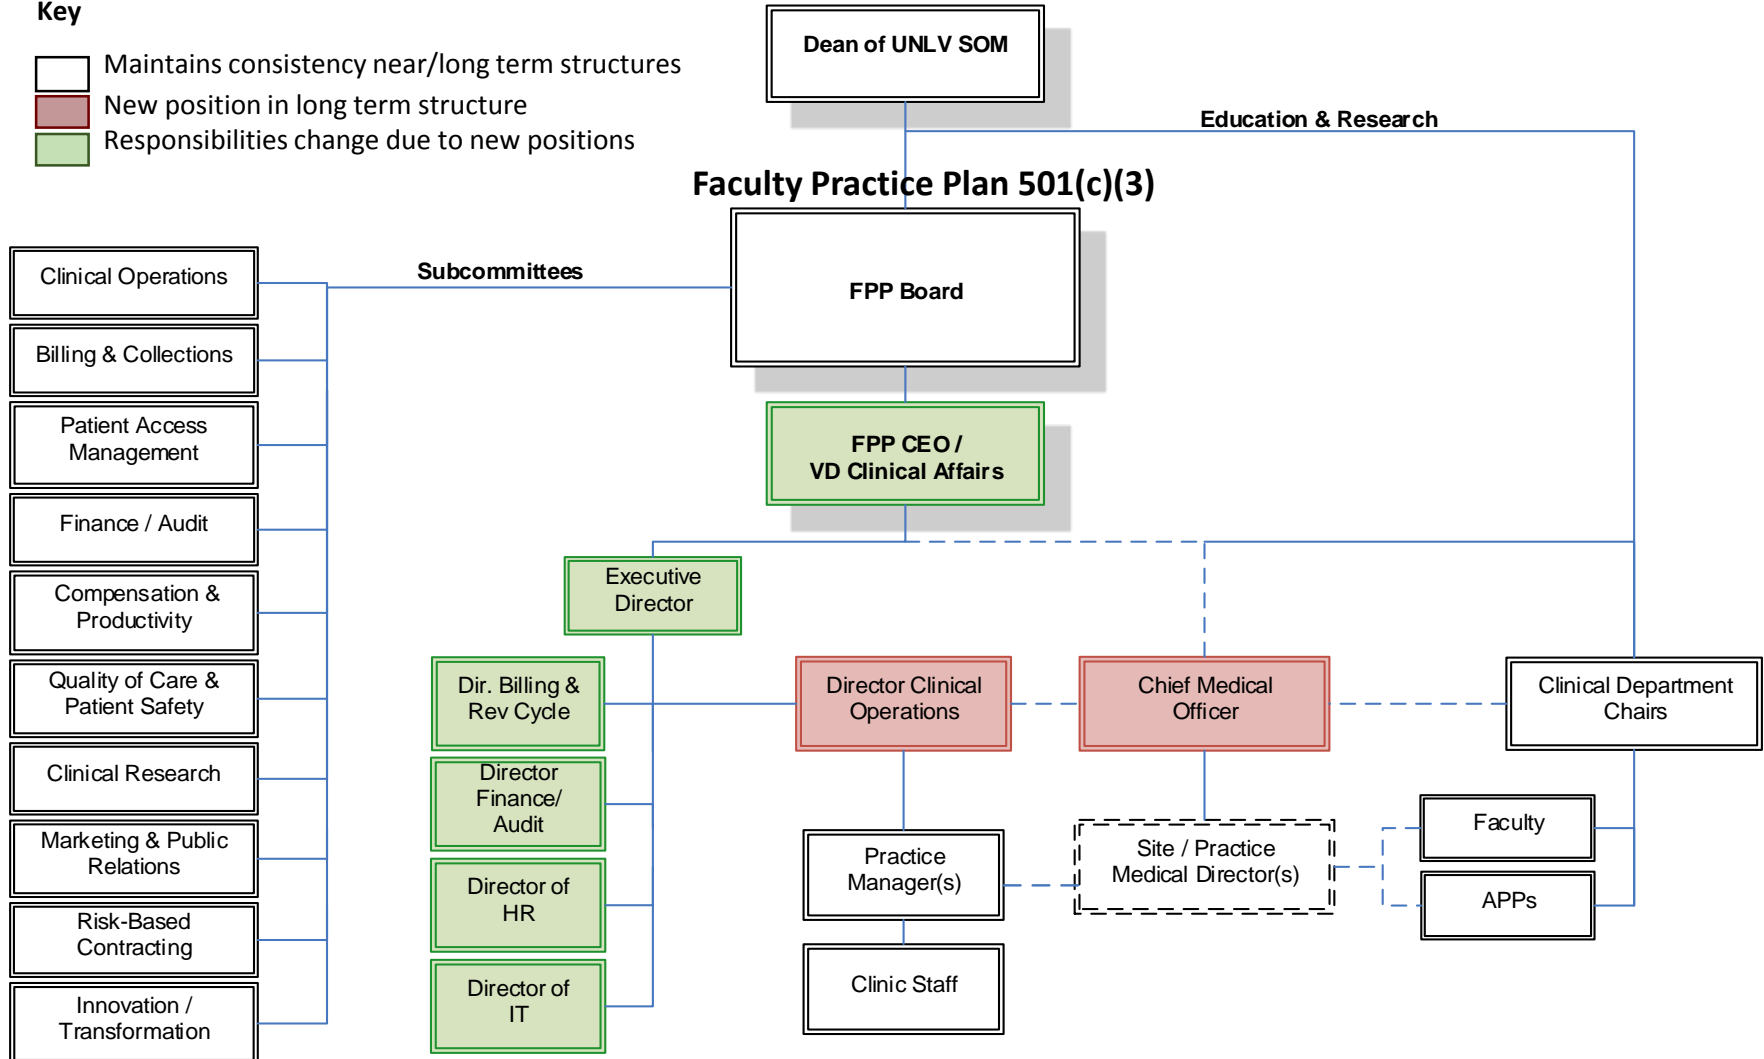 Key
Maintains consistency near/long term structures
New position in long term structure
Responsibilities change due to new positions
Dean of UNLV SOM
Education & Research
Faculty Practice Plan 501(c)(3)
Subcommittees
FPP Board
Clinical Operations
Billing & Collections
Patient Access
Management
Finance / Audit
Compensation &
Productivity
Quality of Care &
Patient Safety
Clinical Research
Marketing & Public
Relations
Risk-Based
Contracting
Innovation /
Transformation
FPP CEO /
VD Clinical Affairs
Executive
Director
Dir. Billing &
Rev Cycle
Director
Finance/
Audit
Director of
HR
Director of
IT
Director Clinical
Operations
Chief Medical
Officer
Clinical Department
Chairs
Practice
Manager(s)
Site / Practice
Medical Director(s)
Faculty
APPs
Clinic Staff